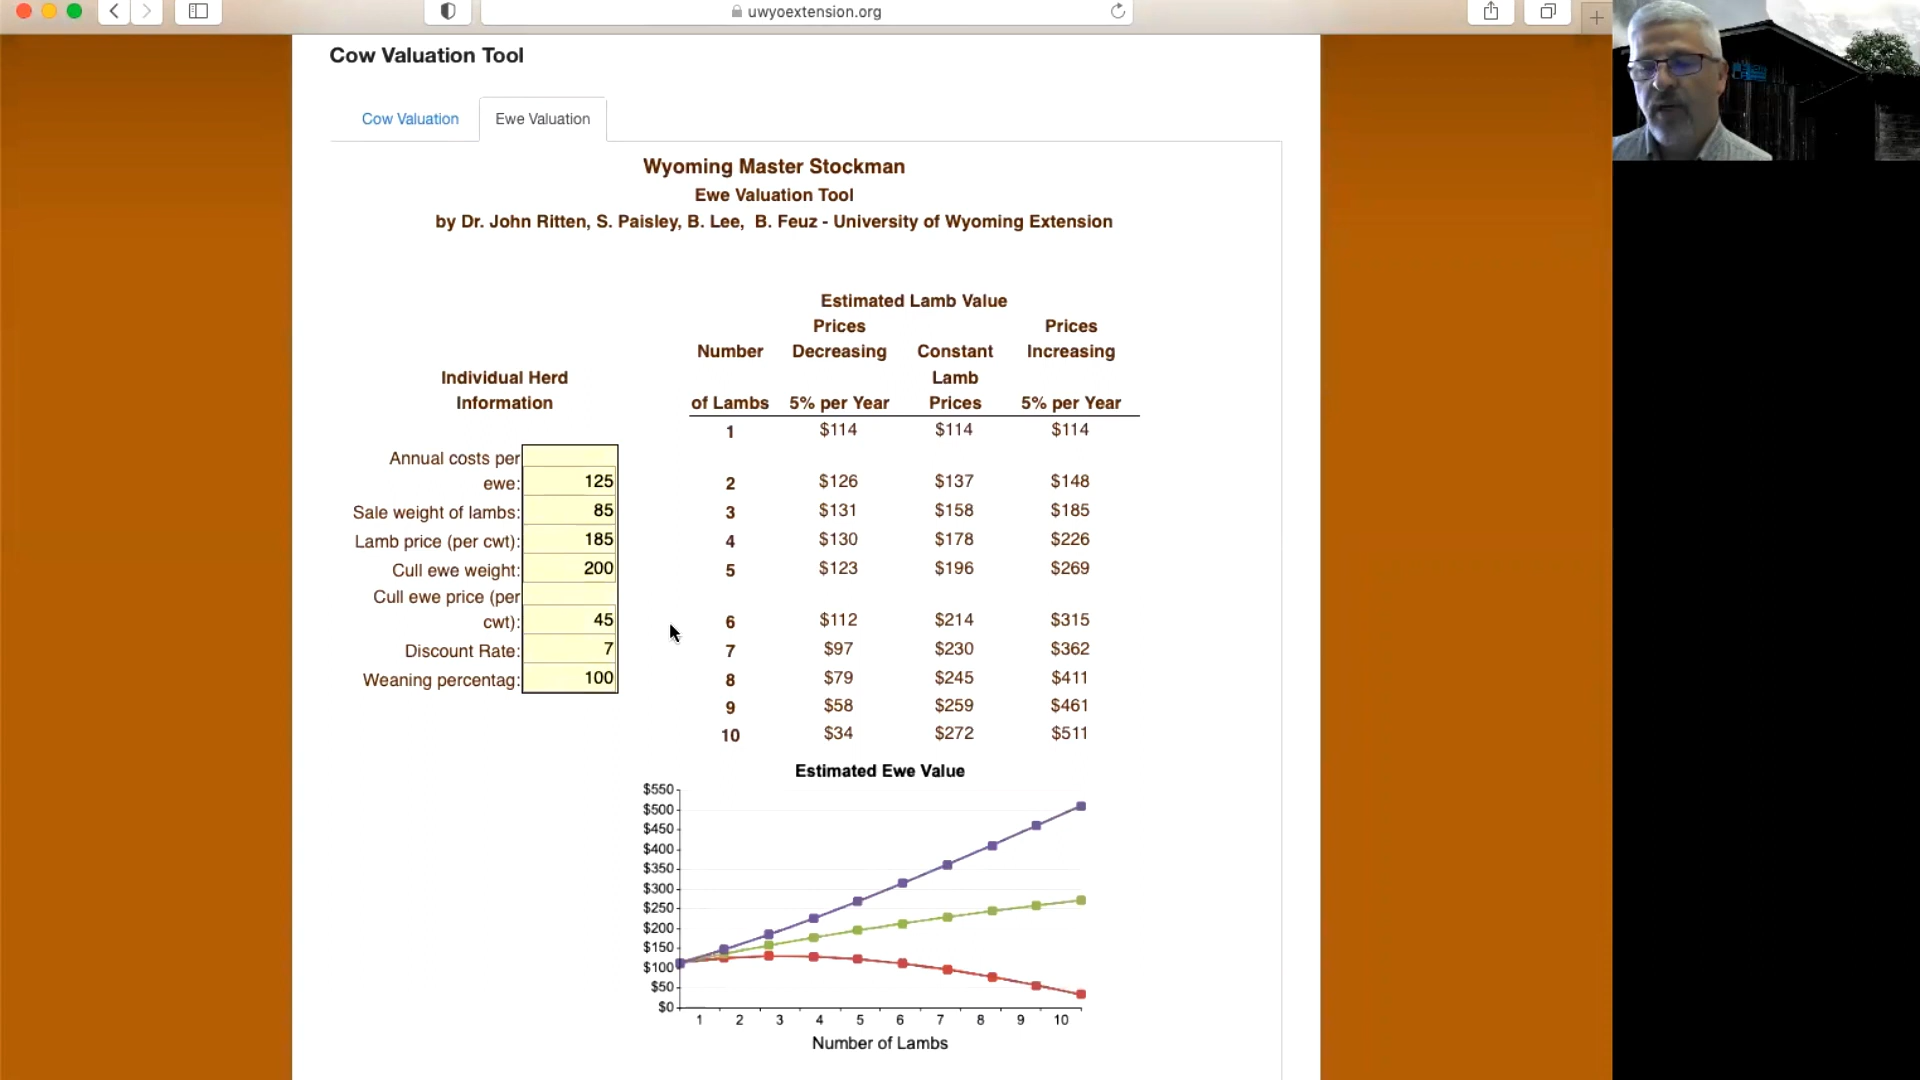 uwyoextension.org
Cow Valuation Tool
Cow Valuation
Ewe Valuation
Wyoming Master Stockman
Ewe Valuation Tool
by Dr. John Ritten, S. Paisley, B. Lee, B. Feuz - University of Wyoming Extension
Individual Herd
Information
Annual costs per
ewe: 125
Sale weight of lambs: 85
Lamb price (per cwt): 185
Cull ewe weight: 200
Cull ewe price (per
cwt): 45
Discount Rate: 7
Weaning percentag: 100
Estimated Lamb Value
Prices Prices
Number Decreasing Constant Increasing
Lamb
of Lambs 5% per Year Prices 5% per Year
1 $114 $114 $114
2 $126 $137 $148
3 $131 $158 $185
4 $130 $178 $226
5 $123 $196 $269
6 $112 $214 $315
7 $97 $230 $362
8 $79 $245 $411
9 $58 $259 $461
10 $34 $272 $511
Estimated Ewe Value
$550
$500
$450
$400
$350
$300
$250
$200
$150
$100
$50
$0
1 2 3 4 5 6 7 8 9 10
Number of Lambs